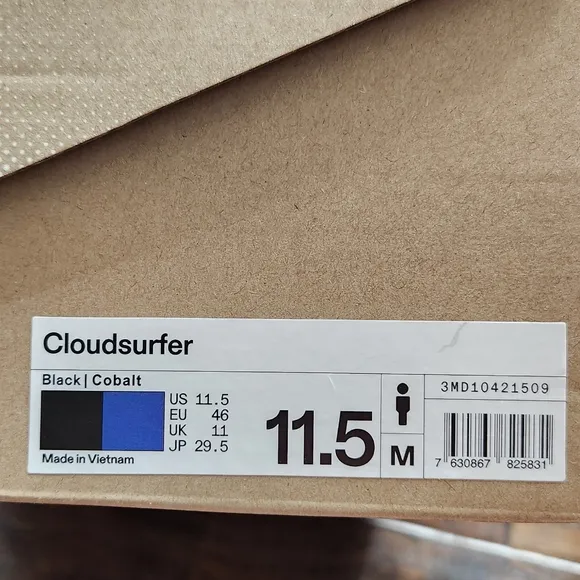 Cloudsurfer
Black | Cobalt
US 11.5
EU 46
UK 11
JP 29.5
Made in Vietnam
11.5
M
3MD10421509
7 630867 825831